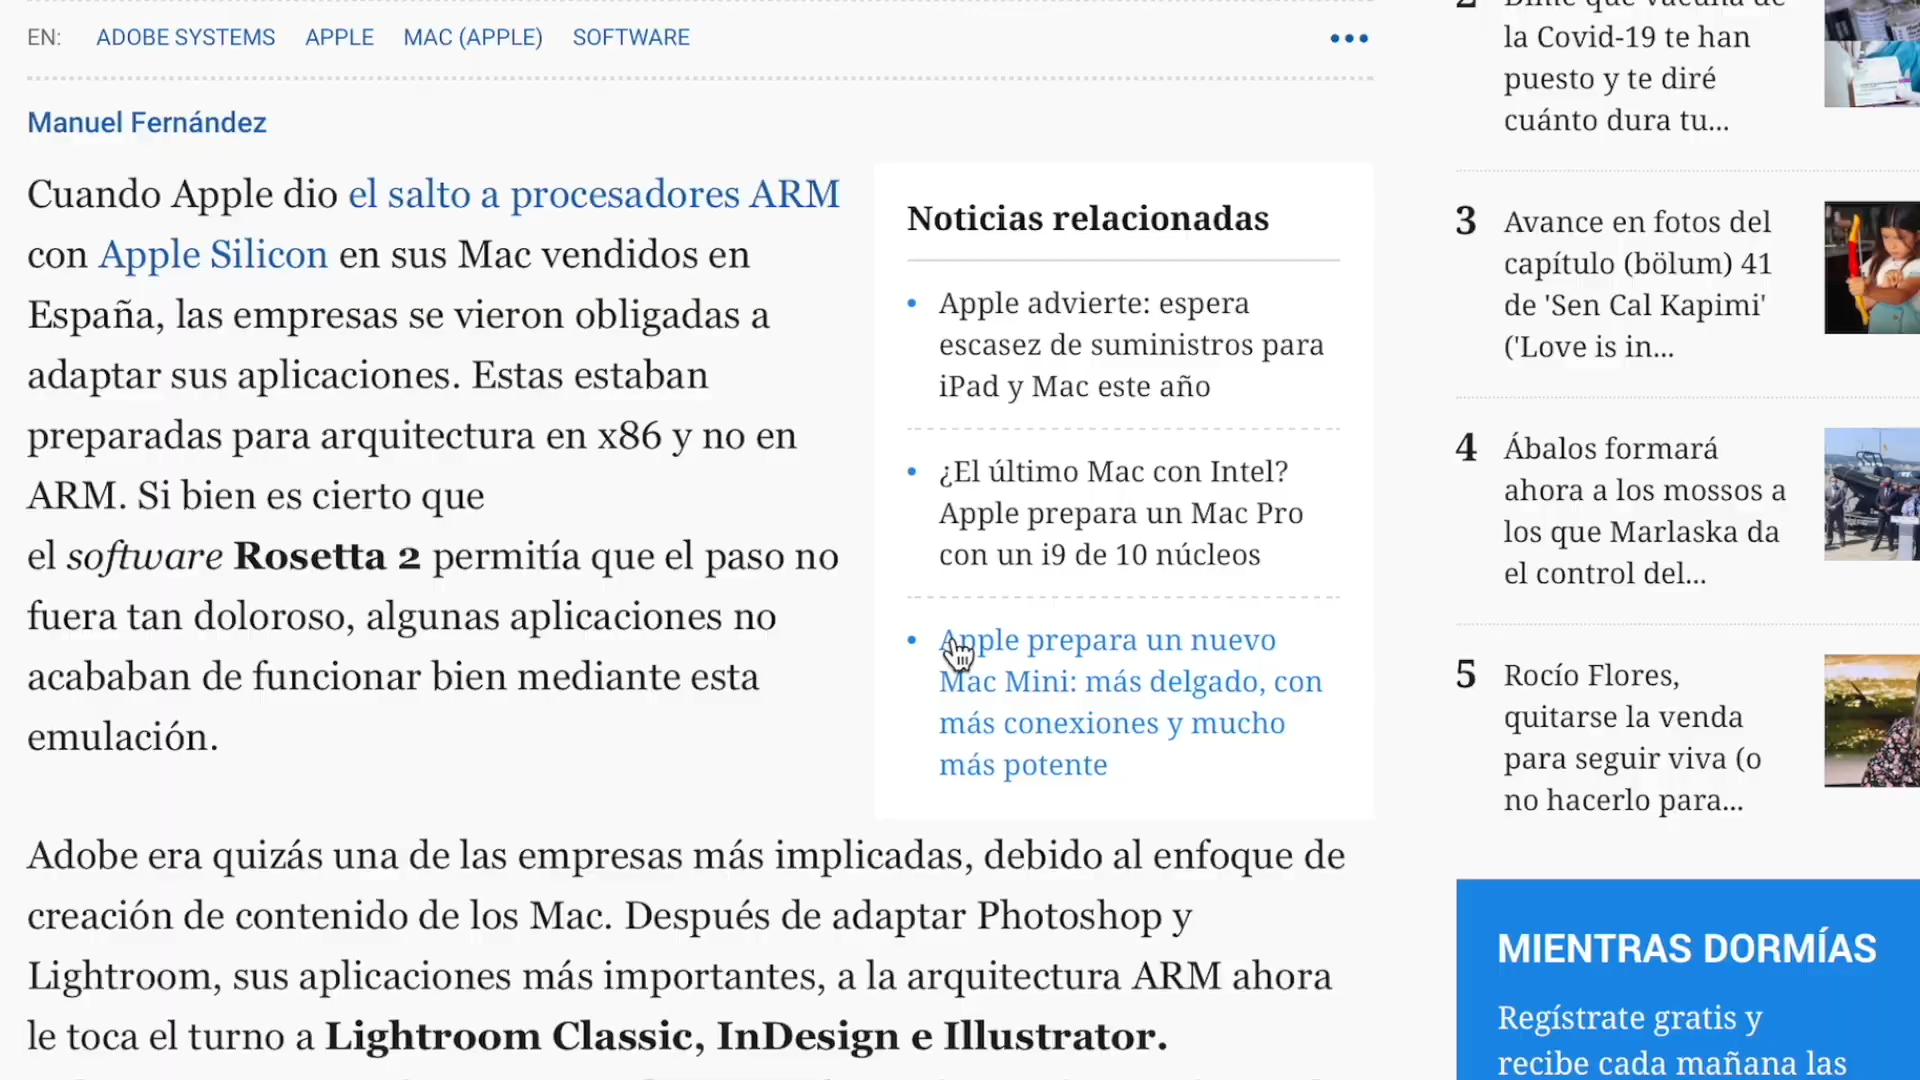 EN: ADOBE SYSTEMS APPLE MAC (APPLE) SOFTWARE
Manuel Fernández
Cuando Apple dio el salto a procesadores ARM
con Apple Silicon en sus Mac vendidos en
España, las empresas se vieron obligadas a
adaptar sus aplicaciones. Estas estaban
preparadas para arquitectura en x86 y no en
ARM. Si bien es cierto que
el software Rosetta 2 permitía que el paso no
fuera tan doloroso, algunas aplicaciones no
acababan de funcionar bien mediante esta
emulación.
Noticias relacionadas
Apple advierte: espera
escasez de suministros para
iPad y Mac este año
¿El último Mac con Intel?
Apple prepara un Mac Pro
con un i9 de 10 núcleos
Apple prepara un nuevo
Mac Mini: más delgado, con
más conexiones y mucho
más potente
Adobe era quizás una de las empresas más implicadas, debido al enfoque de
creación de contenido de los Mac. Después de adaptar Photoshop y
Lightroom, sus aplicaciones más importantes, a la arquitectura ARM ahora
le toca el turno a Lightroom Classic, InDesign e Illustrator.
2 Dime qué vacuna de
la Covid-19 te han
puesto y te diré
cuánto dura tu...
3 Avance en fotos del
capítulo (bölum) 41
de 'Sen Cal Kapimi'
('Love is in...
4 Ábalos formará
ahora a los mossos a
los que Marlaska da
el control del...
5 Rocío Flores,
quitarse la venda
para seguir viva (o
no hacerlo para...
MIENTRAS DORMÍAS
Regístrate gratis y
recibe cada mañana las